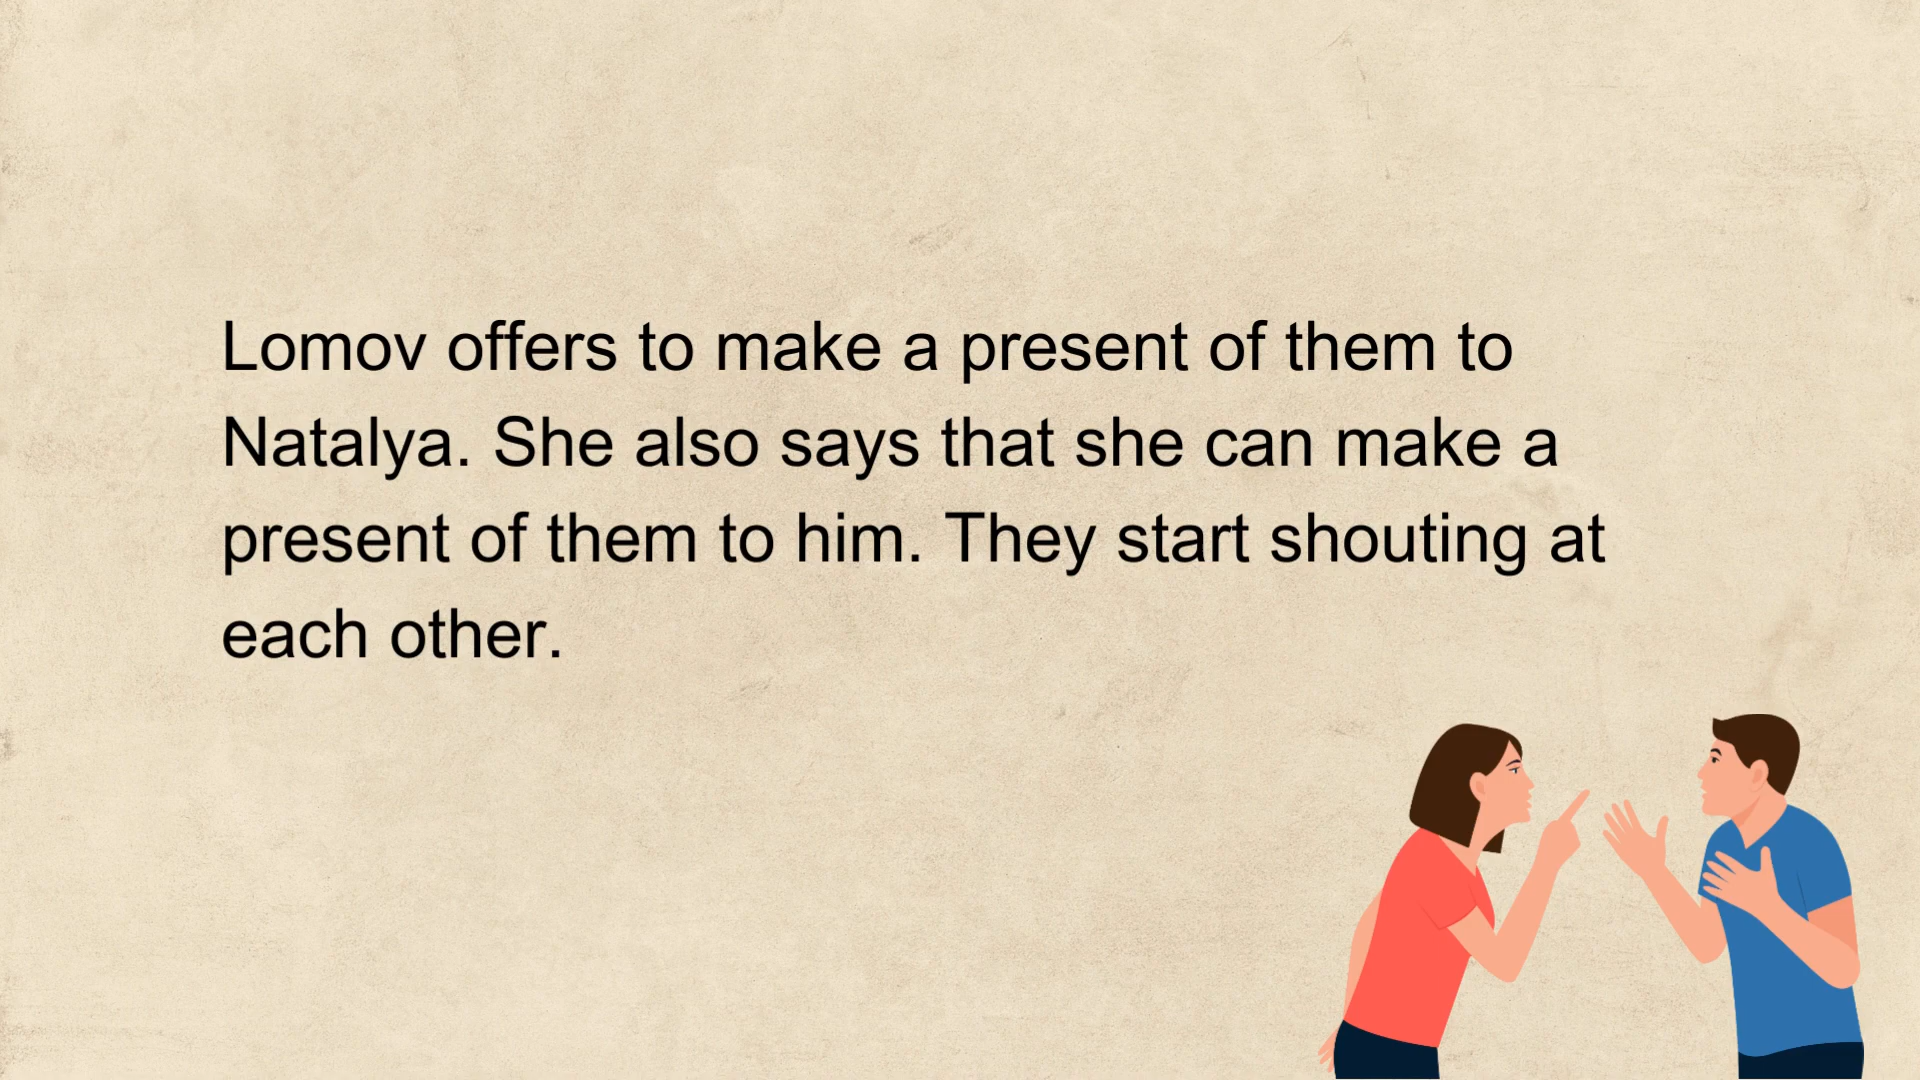 Lomov offers to make a present of them to
Natalya. She also says that she can make a
present of them to him. They start shouting at
each other.